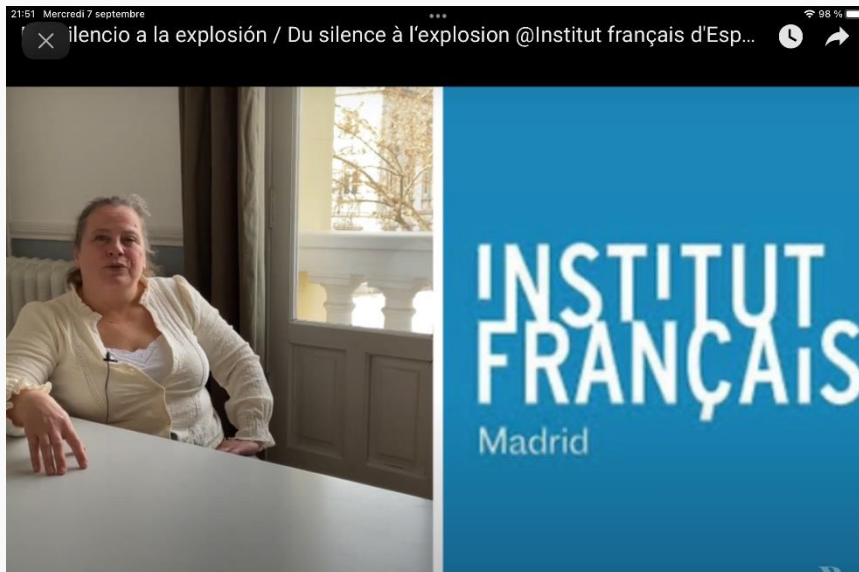 21:51 Mercredi 7 septembre
98 %
ilencio a la explosión / Du silence à l‘explosion @Institut français d'Esp...
INSTITUT
FRANÇAIS
Madrid